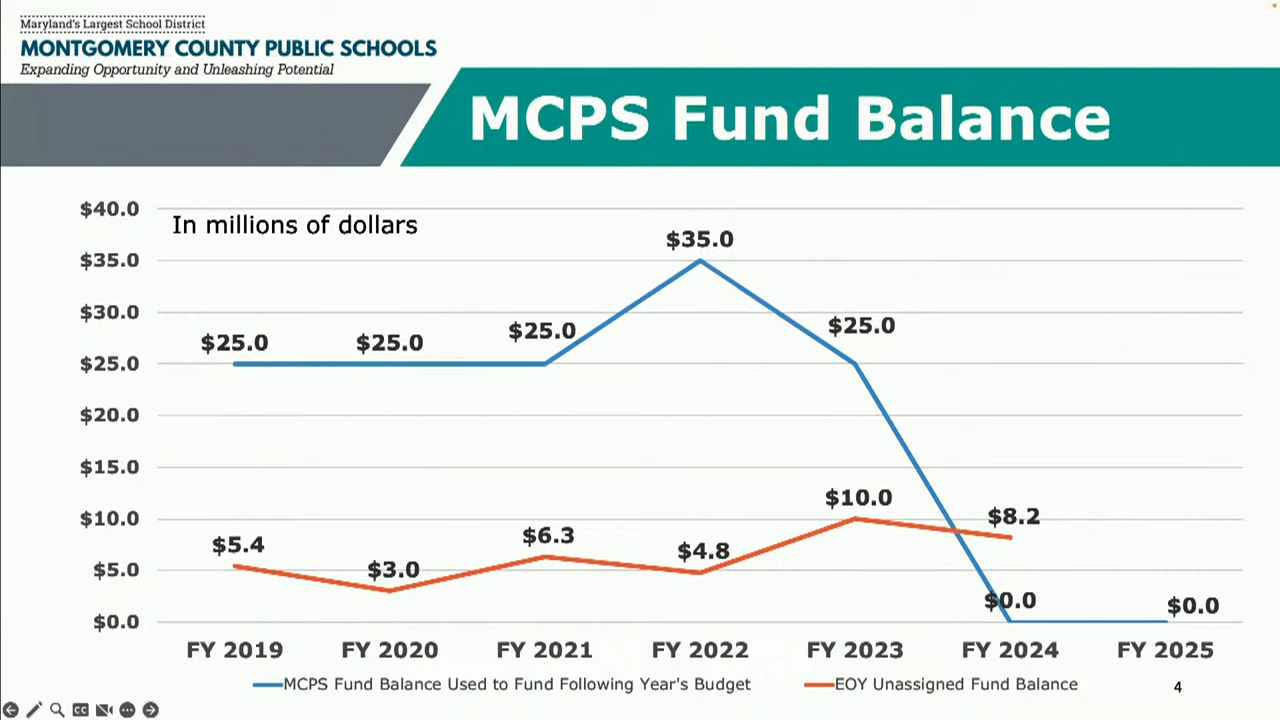 Maryland's Largest School District
MONTGOMERY COUNTY PUBLIC SCHOOLS
Expanding Opportunity and Unleashing Potential
MCPS Fund Balance
In millions of dollars
$40.0
$35.0
$30.0
$25.0
$20.0
$15.0
$10.0
$5.0
$0.0
$25.0
$25.0
$25.0
$35.0
$25.0
$0.0
$0.0
$5.4
$3.0
$6.3
$4.8
$10.0
$8.2
FY 2019 FY 2020 FY 2021 FY 2022 FY 2023 FY 2024 FY 2025
MCPS Fund Balance Used to Fund Following Year's Budget
EOY Unassigned Fund Balance
4
CC